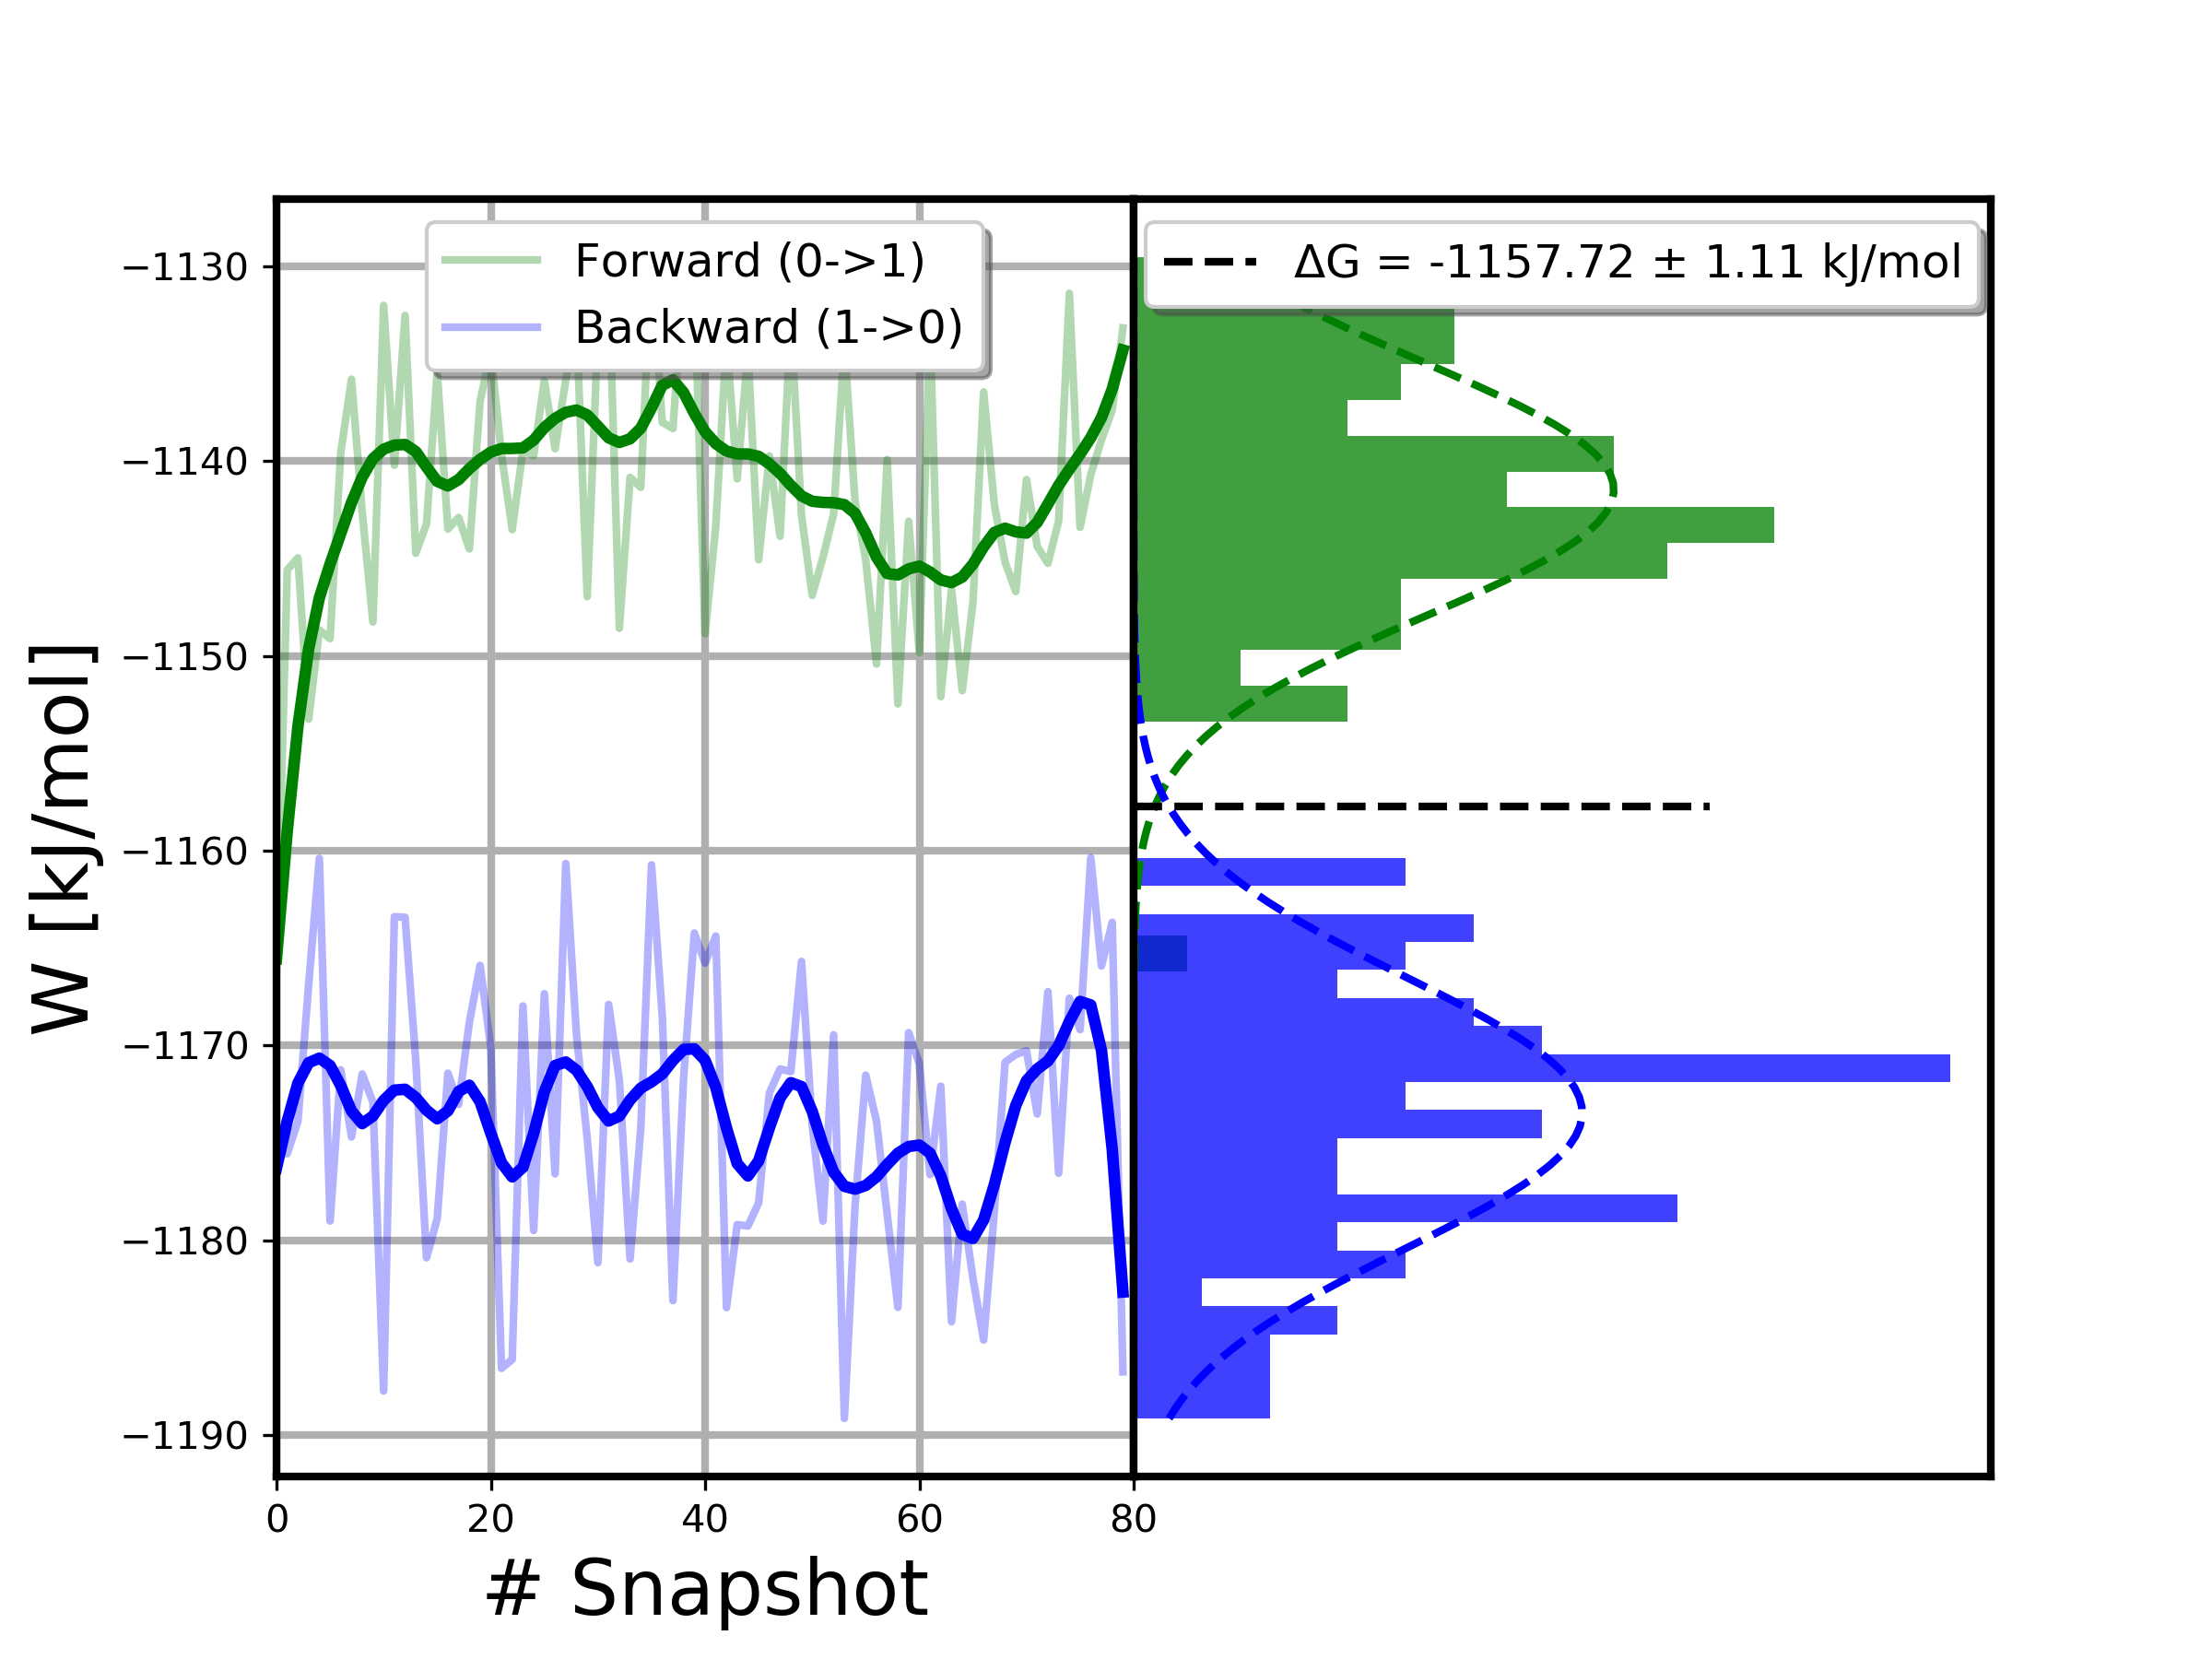 Forward (0->1)
Backward (1->0)
ΔG = -1157.72 ± 1.11 kJ/mol
−1130
−1140
−1150
−1160
−1170
−1180
−1190
W [kJ/mol]
0 20 40 60 80
# Snapshot